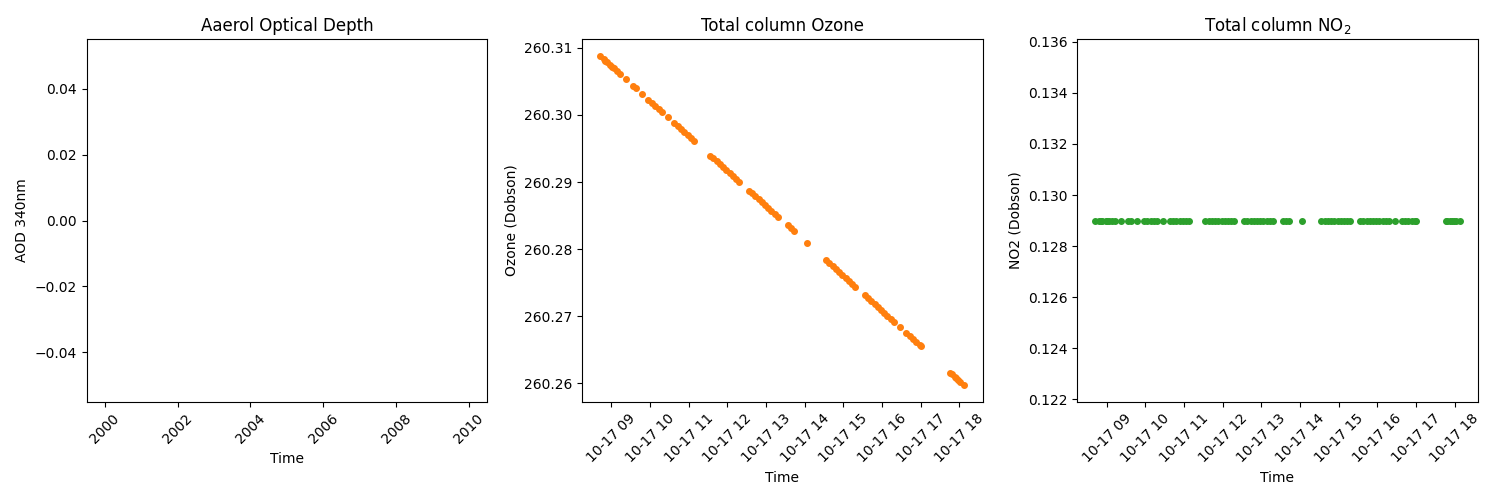 Aaerol Optical Depth
AOD 340nm
0.04
0.02
0.00
−0.02
−0.04
2000 2002 2004 2006 2008 2010
Time
Total column Ozone
Ozone (Dobson)
260.31
260.30
260.29
260.28
260.27
260.26
10-17 09 10-17 10 10-17 11 10-17 12 10-17 13 10-17 14 10-17 15 10-17 16 10-17 17 10-17 18
Time
Total column NO₂
NO2 (Dobson)
0.136
0.134
0.132
0.130
0.128
0.126
0.124
0.122
10-17 09 10-17 10 10-17 11 10-17 12 10-17 13 10-17 14 10-17 15 10-17 16 10-17 17 10-17 18
Time